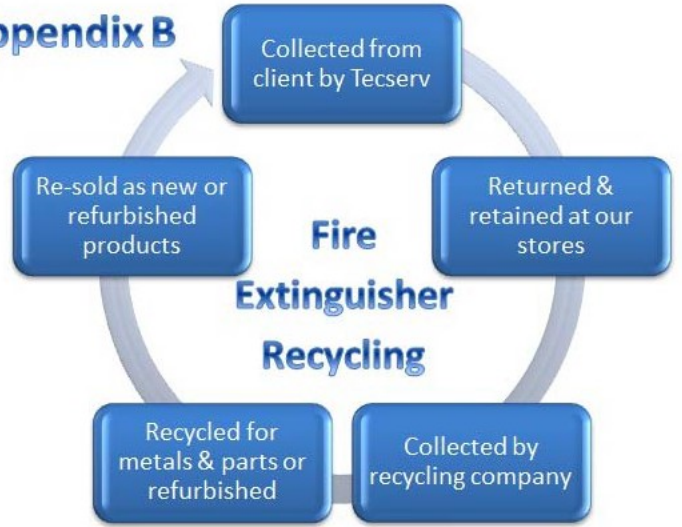 ppendix B
Collected from
client by Tecserv
Returned &
retained at our
stores
Collected by
recycling company
Recycled for
metals & parts or
refurbished
Re-sold as new or
refurbished
products
Fire
Extinguisher
Recycling